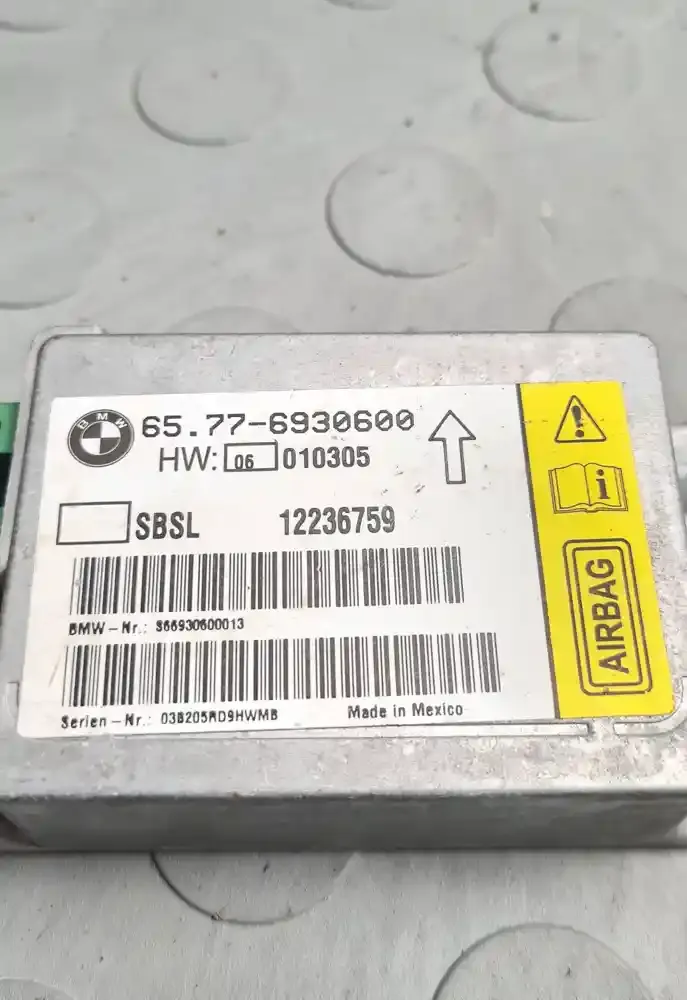 BMW
65.77-6930600
HW: 06 010305
SBSL 12236759
BMW-Nr.: S66930600013
Serien-Nr.: 03B205RD9HWMB Made in Mexico
i
AIRBAG